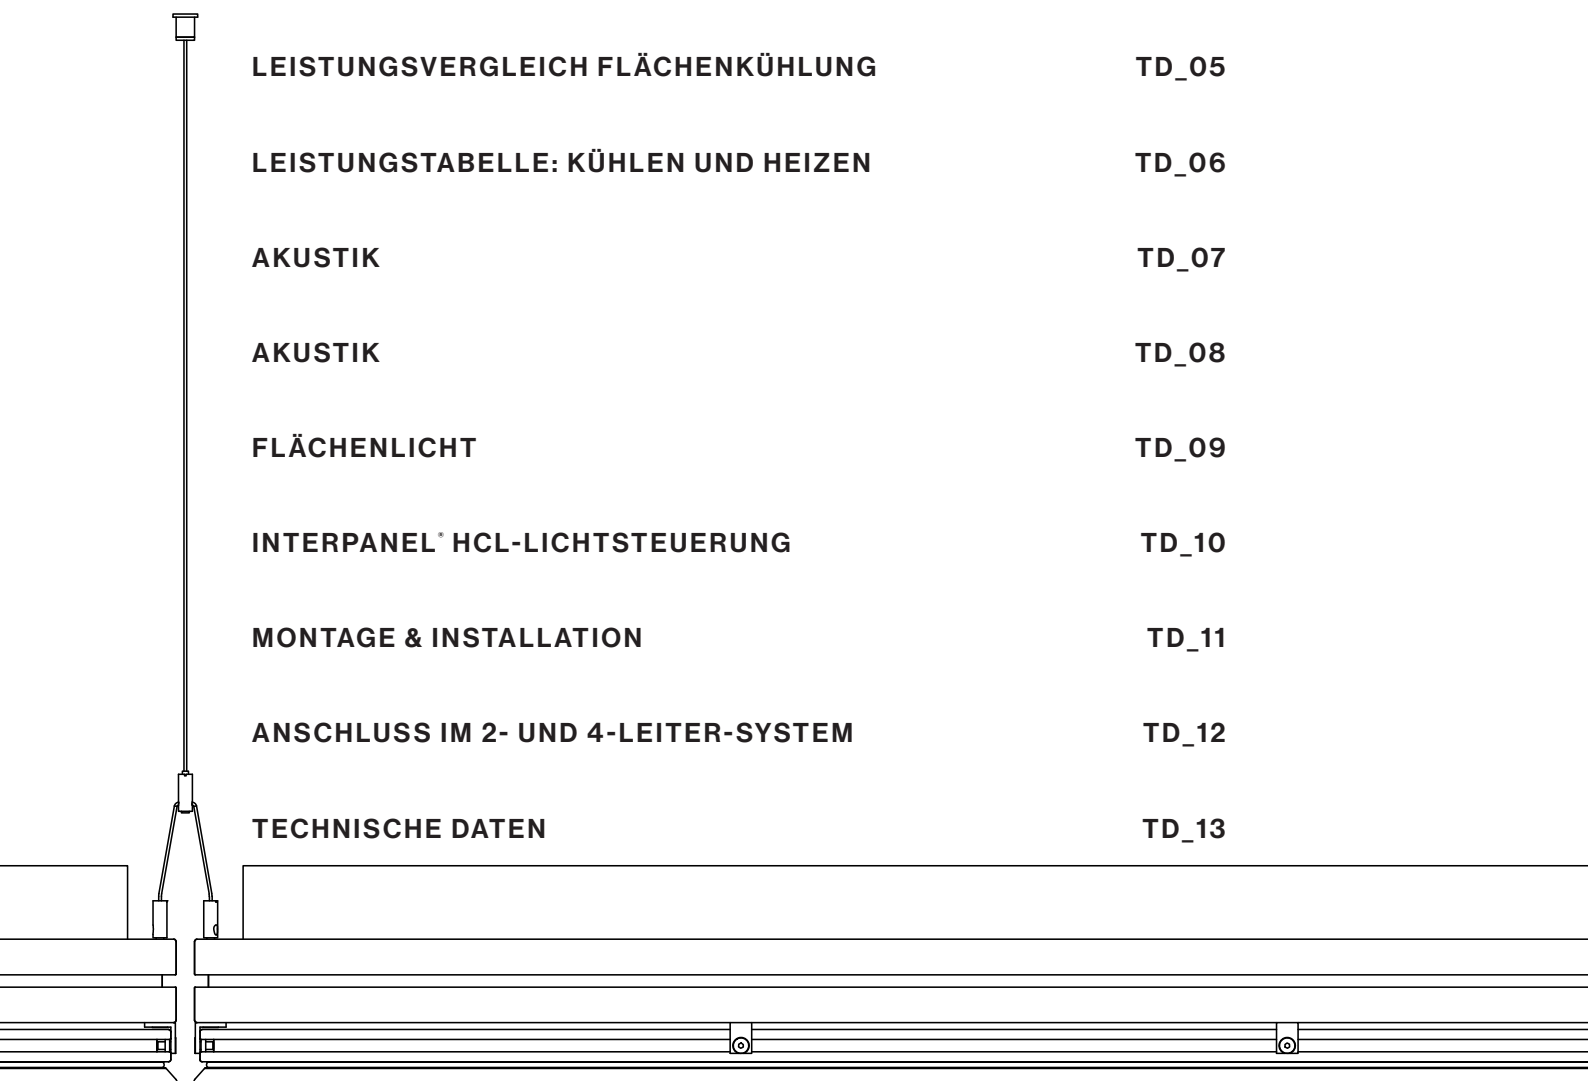 LEISTUNGSVERGLEICH FLÄCHENKÜHLUNG TD_05
LEISTUNGSTABELLE: KÜHLEN UND HEIZEN TD_06
AKUSTIK TD_07
AKUSTIK TD_08
FLÄCHENLICHT TD_09
INTERPANEL® HCL-LICHTSTEUERUNG TD_10
MONTAGE & INSTALLATION TD_11
ANSCHLUSS IM 2- UND 4-LEITER-SYSTEM TD_12
TECHNISCHE DATEN TD_13